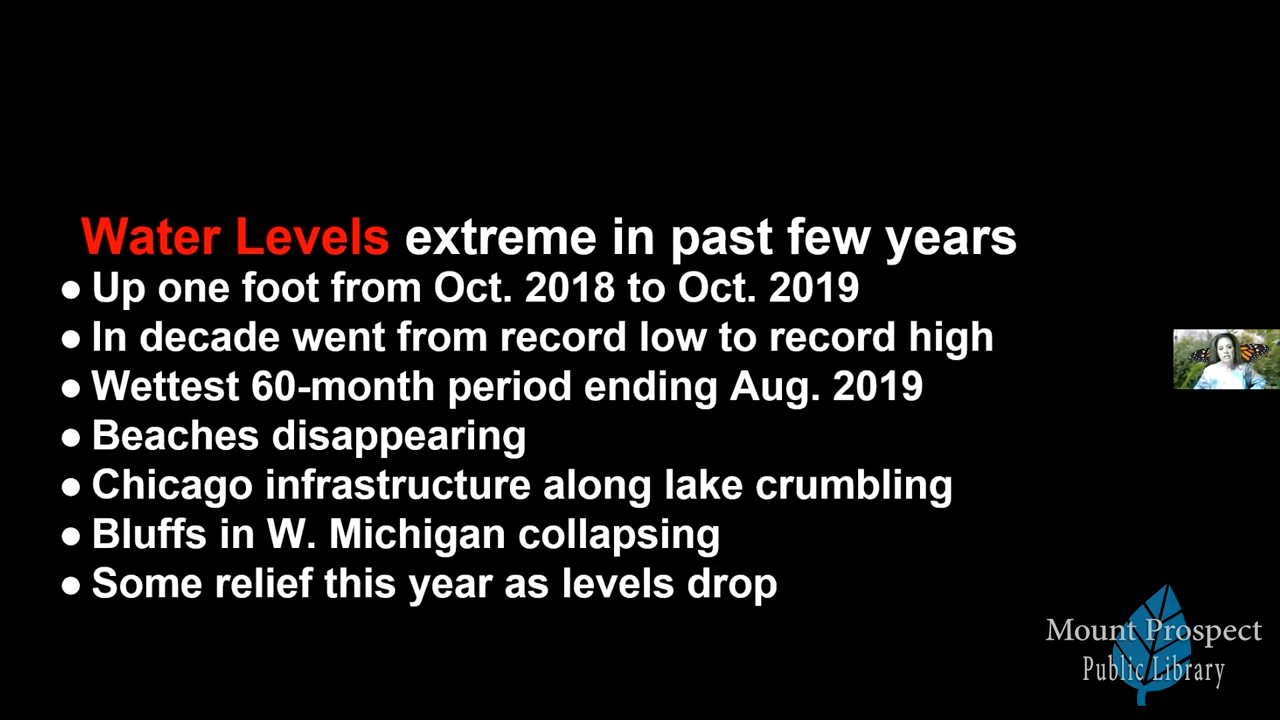 Water Levels extreme in past few years
● Up one foot from Oct. 2018 to Oct. 2019
● In decade went from record low to record high
● Wettest 60-month period ending Aug. 2019
● Beaches disappearing
● Chicago infrastructure along lake crumbling
● Bluffs in W. Michigan collapsing
● Some relief this year as levels drop
Mount Prospect
Public Library